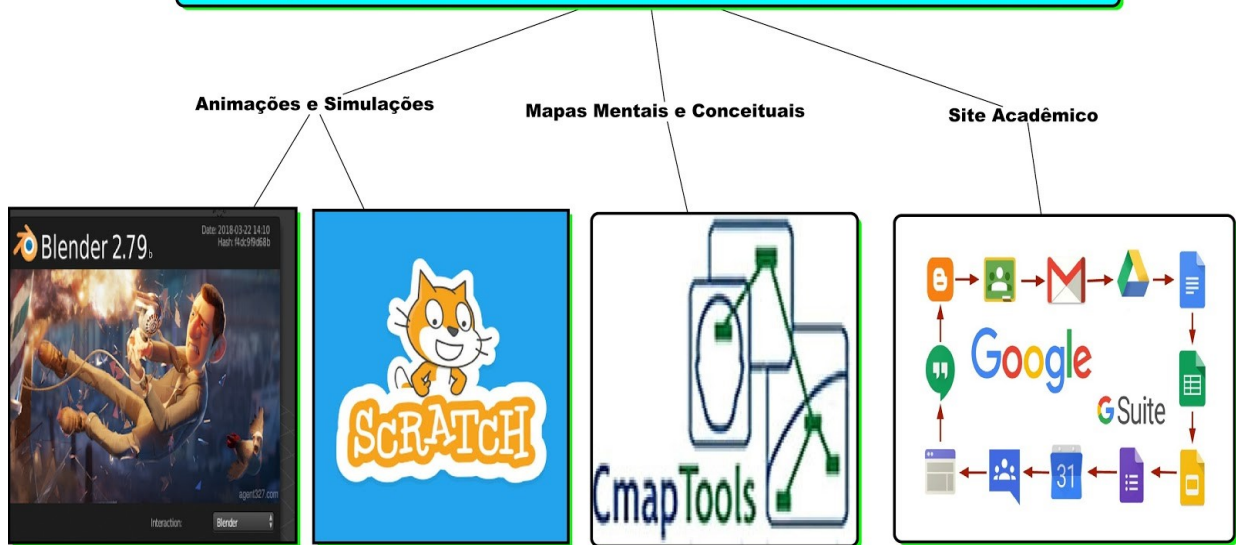 Animações e Simulações
Mapas Mentais e Conceituais
Site Acadêmico
Blender 2.79 b
Date: 2018-03-22 14:10
Hash: f4dc9f9d68b
agent327.com
Interaction:
Blender
SCRATCH
CmapTools
Google
G Suite
31